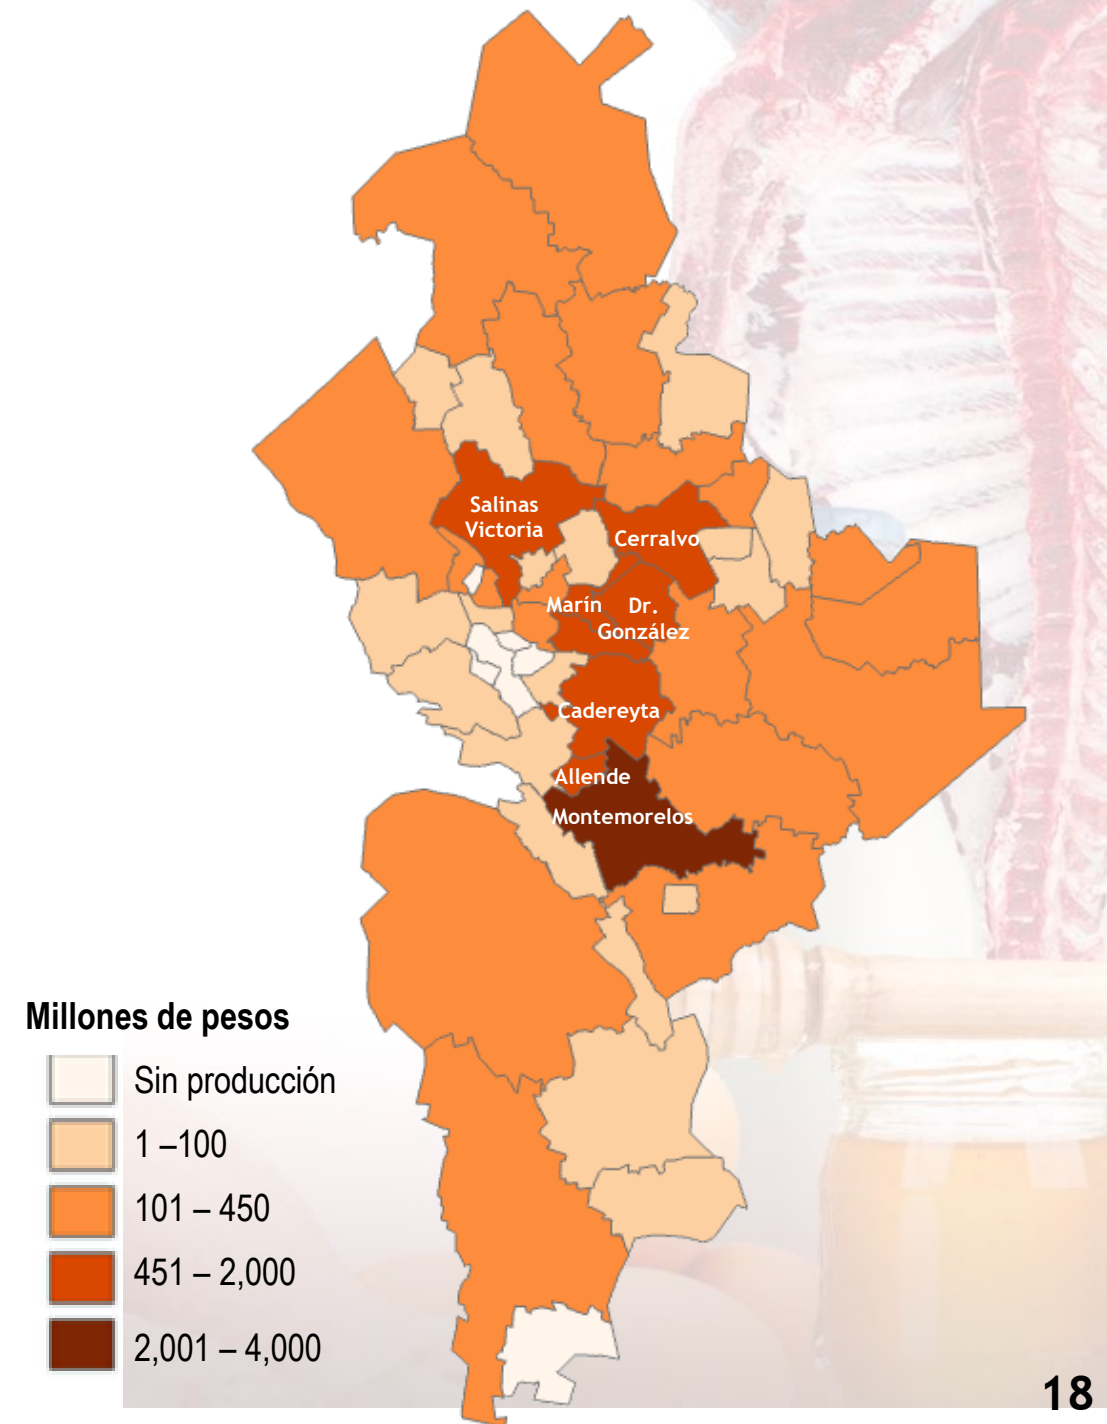 Salinas
Victoria
Cerralvo
Marín
Dr.
González
Cadereyta
Allende
Montemorelos
Millones de pesos
Sin producción
1 –100
101 – 450
451 – 2,000
2,001 – 4,000
18